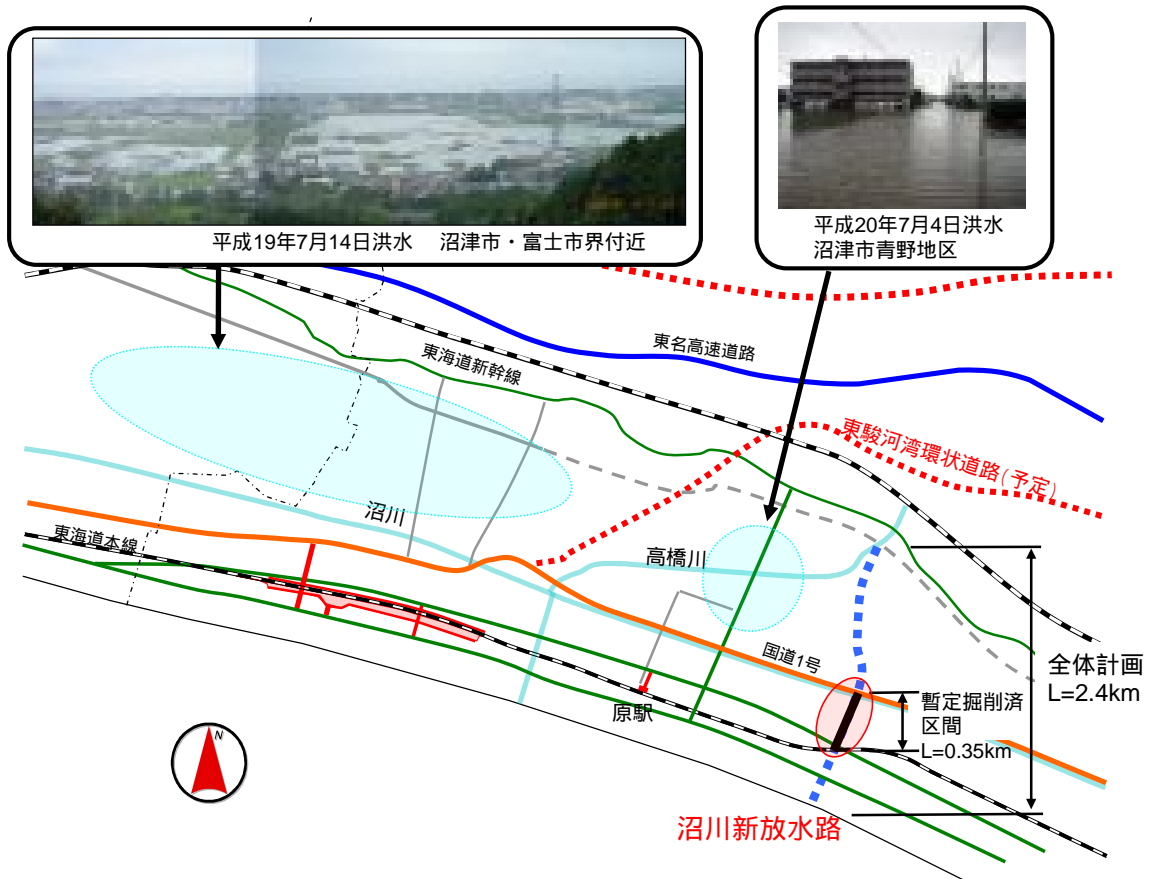 平成19年7月14日洪水 沼津市・富士市界付近
平成20年7月4日洪水
沼津市青野地区
東名高速道路
東海道新幹線
東駿河湾環状道路(予定)
沼川
東海道本線
高橋川
国道1号
全体計画
L=2.4km
暫定掘削済
区間
L=0.35km
原駅
N
沼川新放水路